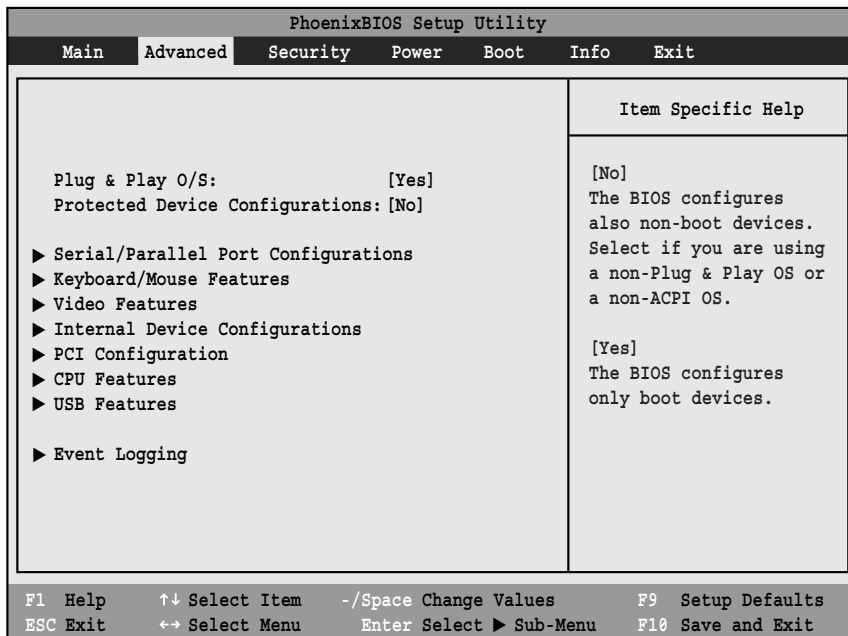 PhoenixBIOS Setup Utility
Main Advanced Security Power Boot Info Exit
Item Specific Help
Plug & Play O/S: [Yes]
Protected Device Configurations: [No]
▶ Serial/Parallel Port Configurations
▶ Keyboard/Mouse Features
▶ Video Features
▶ Internal Device Configurations
▶ PCI Configuration
▶ CPU Features
▶ USB Features
▶ Event Logging
[No]
The BIOS configures
also non-boot devices.
Select if you are using
a non-Plug & Play OS or
a non-ACPI OS.
[Yes]
The BIOS configures
only boot devices.
F1 Help ↑↓ Select Item -/Space Change Values F9 Setup Defaults
ESC Exit ←→ Select Menu Enter Select ▶ Sub-Menu F10 Save and Exit